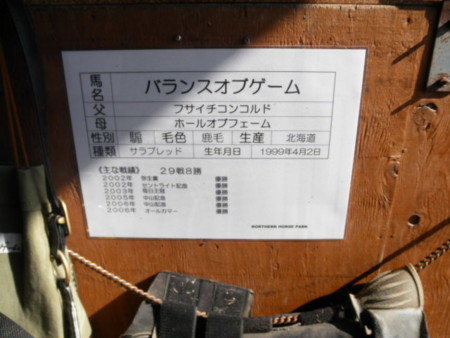 馬名 バランスオブゲーム
父 フサイチコンコルド
母 ホールオブフェーム
性別 騸 毛色 鹿毛 生産 北海道
種類 サラブレッド 生年月日 1999年4月2日
《主な戦績》 29戦8勝
2002年 弥生賞 優勝
2002年 セントライト記念 優勝
2003年 毎日王冠 優勝
2005年 中山記念 優勝
2006年 中山記念 優勝
2006年 オールカマー 優勝
NORTHERN HORSE PARK